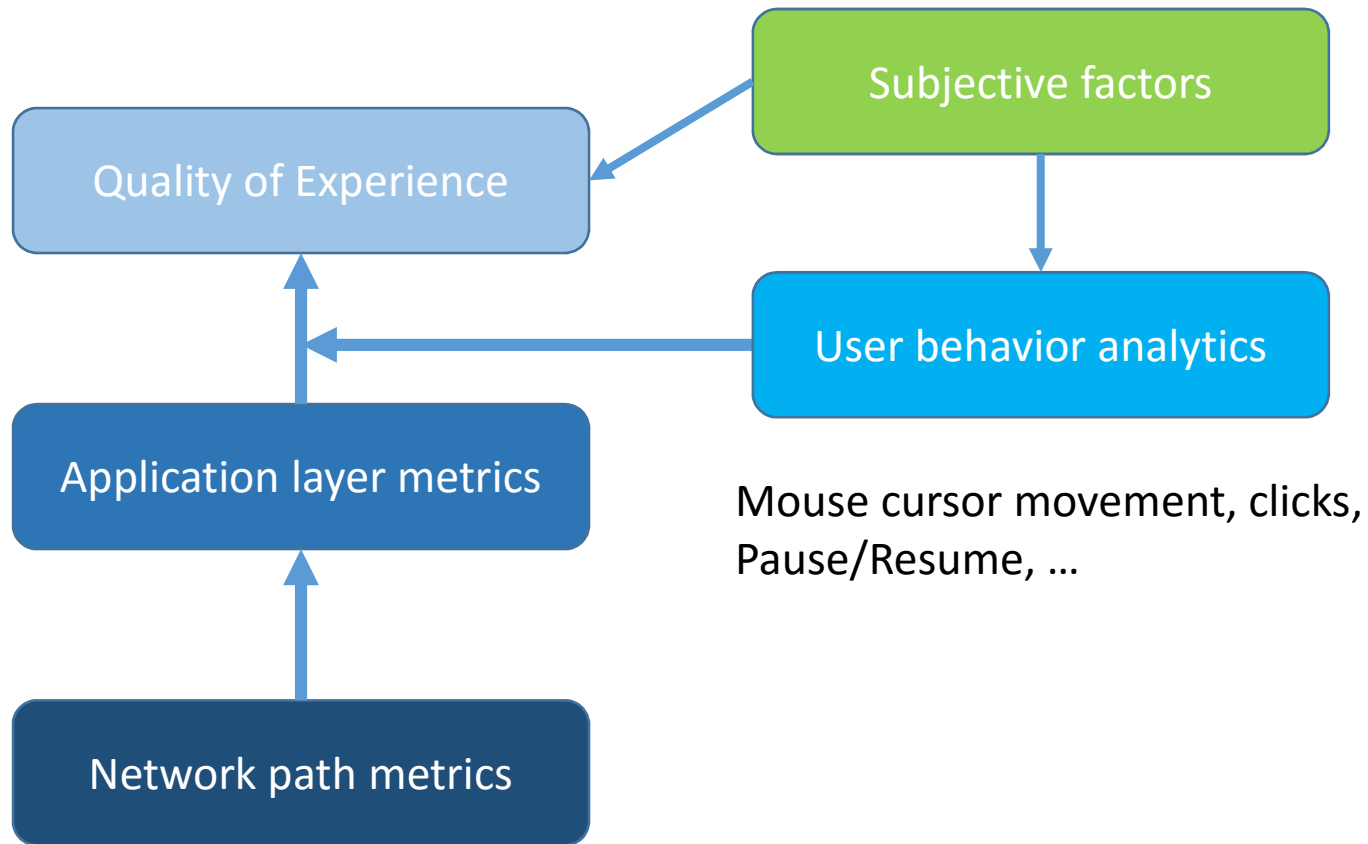 Subjective factors
Quality of Experience
User behavior analytics
Application layer metrics
Mouse cursor movement, clicks,
Pause/Resume, …
Network path metrics